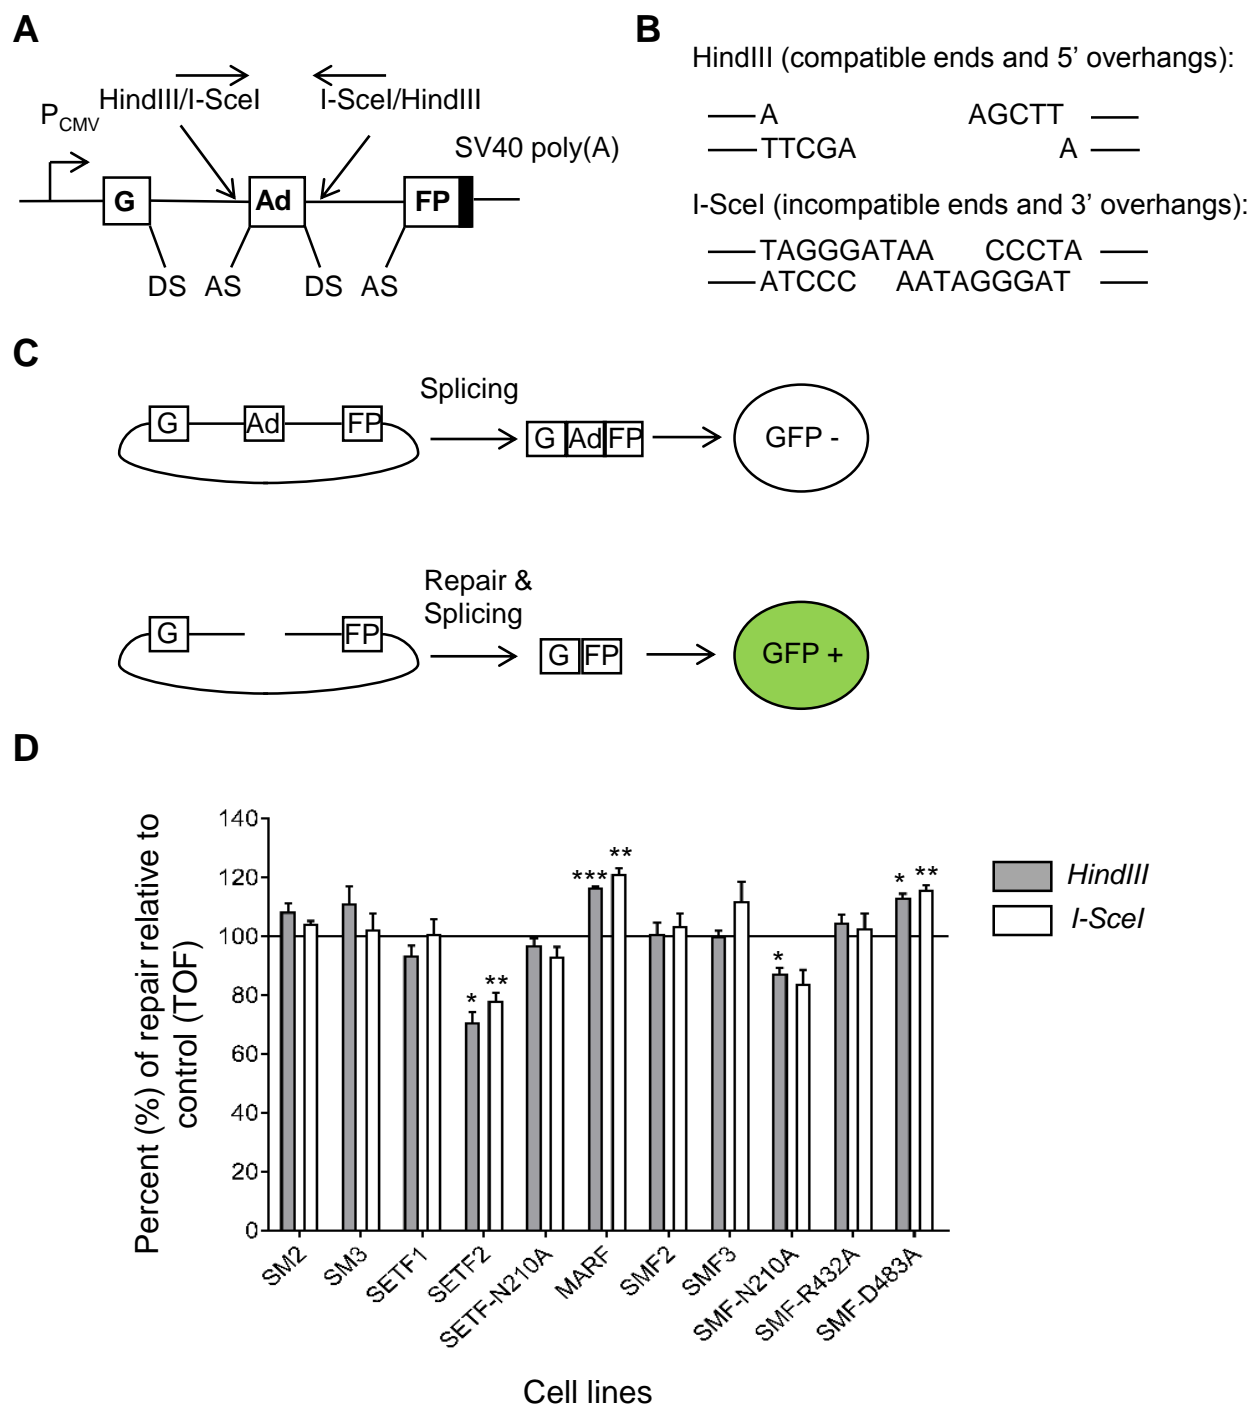 A
HindIII/I-SceI
I-SceI/HindIII
PCMV
SV40 poly(A)
G
Ad
FP
DS
AS
DS
AS
B
HindIII (compatible ends and 5’ overhangs):
A
AGCTT
TTCGA
A
I-SceI (incompatible ends and 3’ overhangs):
TAGGGATAA
CCCTA
ATCCC
AATAGGGAT
C
G
Ad
FP
Splicing
G
Ad
FP
GFP -
G
FP
Repair &
Splicing
G
FP
GFP +
D
Percent (%) of repair relative to
control (TOF)
140
120
100
80
60
40
20
0
*
**
***
**
*
*
**
SM2
SM3
SETF1
SETF2
SETF-N210A
MARF
SMF2
SMF3
SMF-N210A
SMF-R432A
SMF-D483A
Cell lines
HindIII
I-SceI